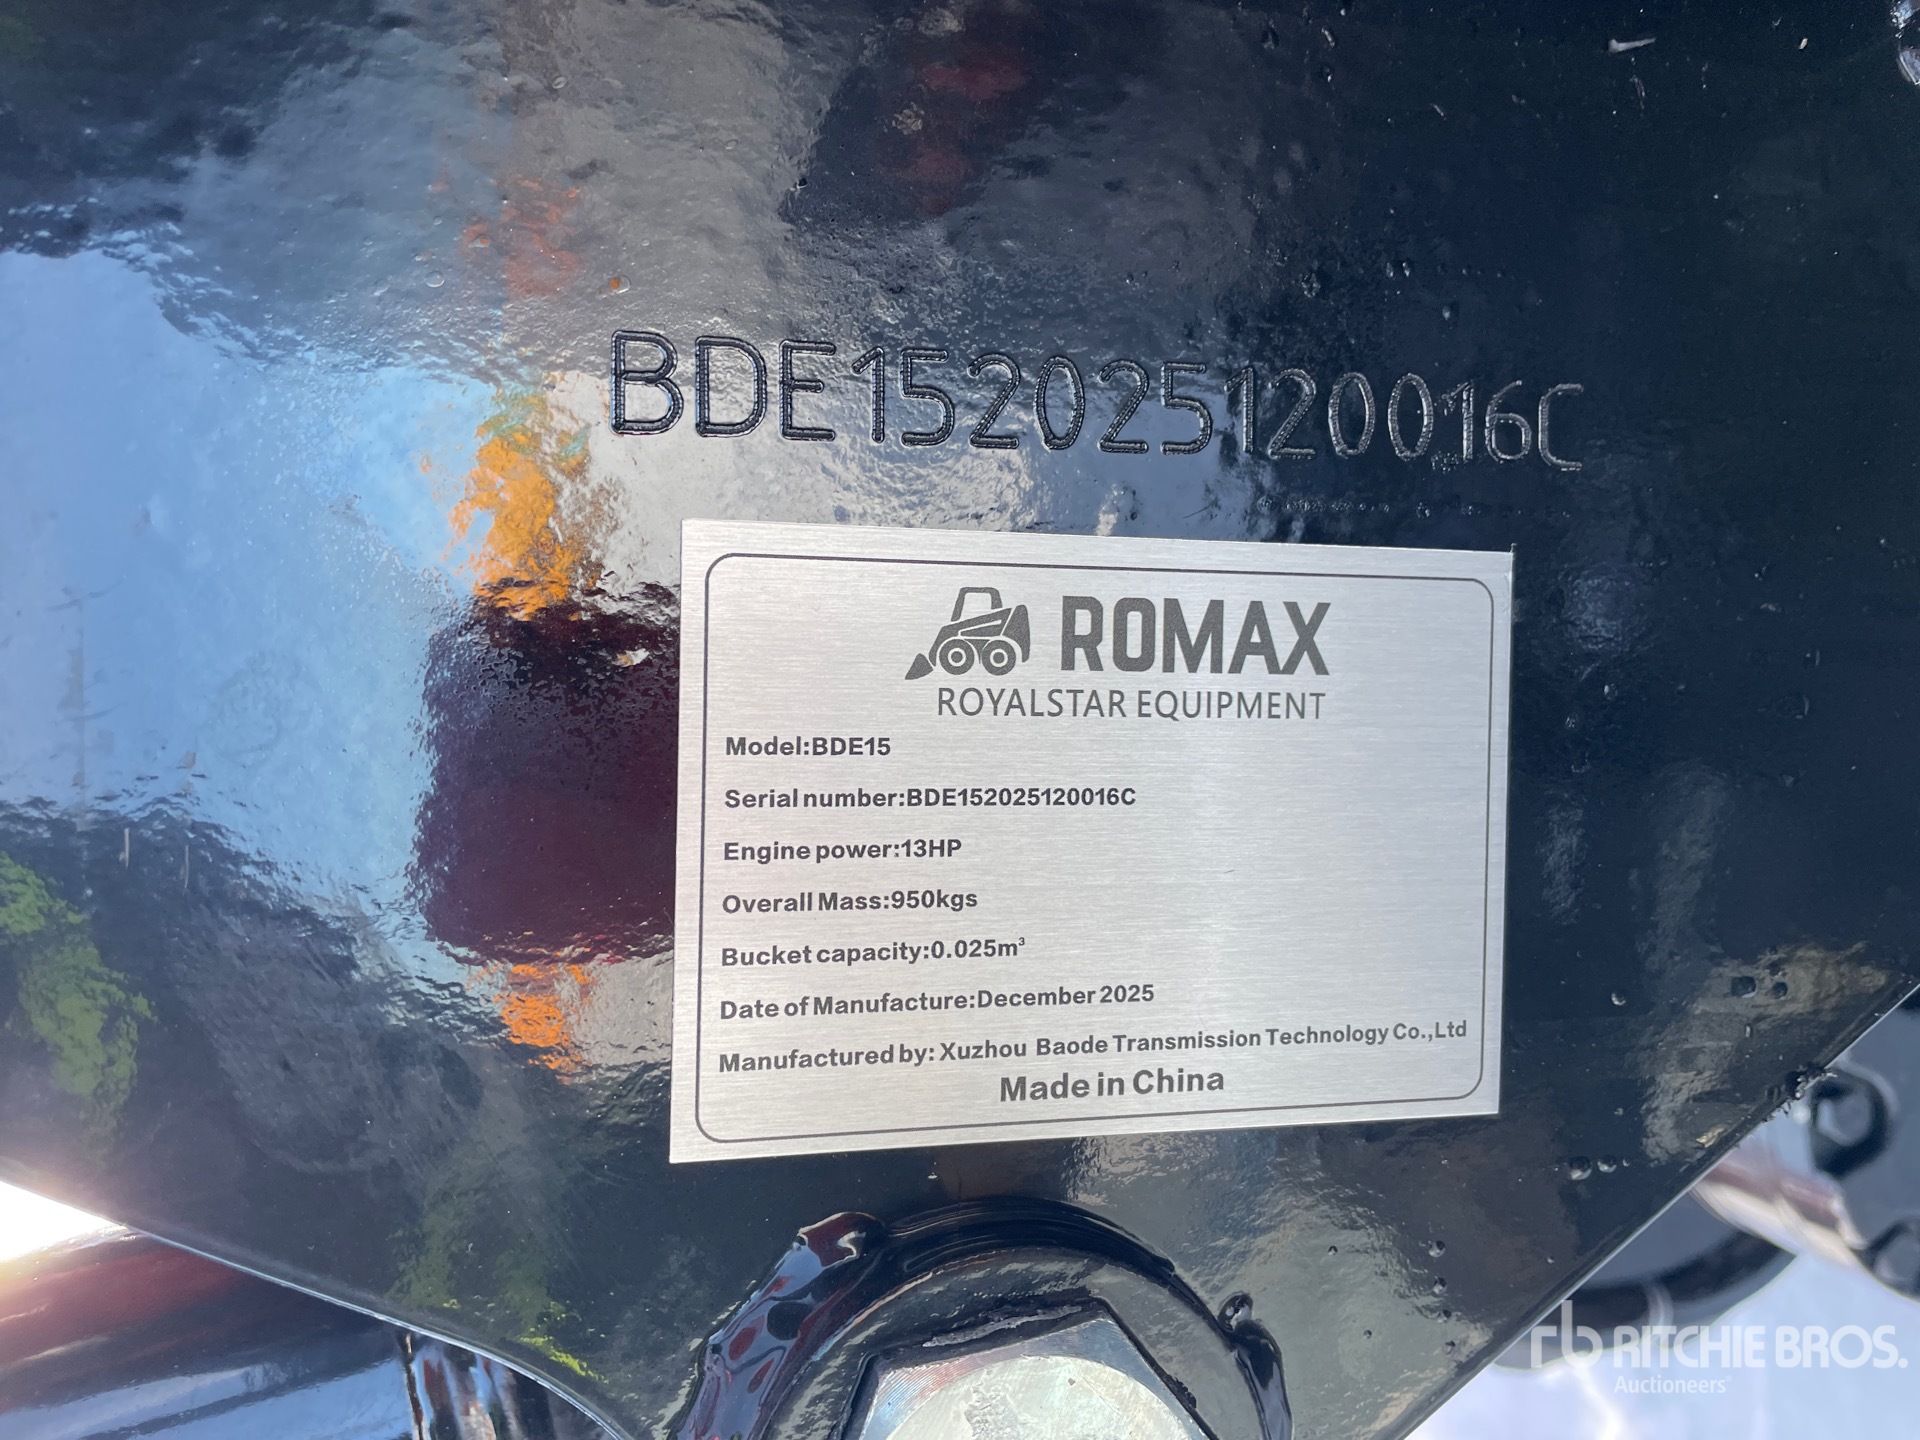 BDE152025120016C
ROMAX
ROYALSTAR EQUIPMENT
Model:BDE15
Serial number:BDE152025120016C
Engine power:13HP
Overall Mass:950kgs
Bucket capacity:0.025m³
Date of Manufacture:December 2025
Manufactured by: Xuzhou Baode Transmission Technology Co.,Ltd
Made in China
rb RITCHIE BROS.
Auctioneers